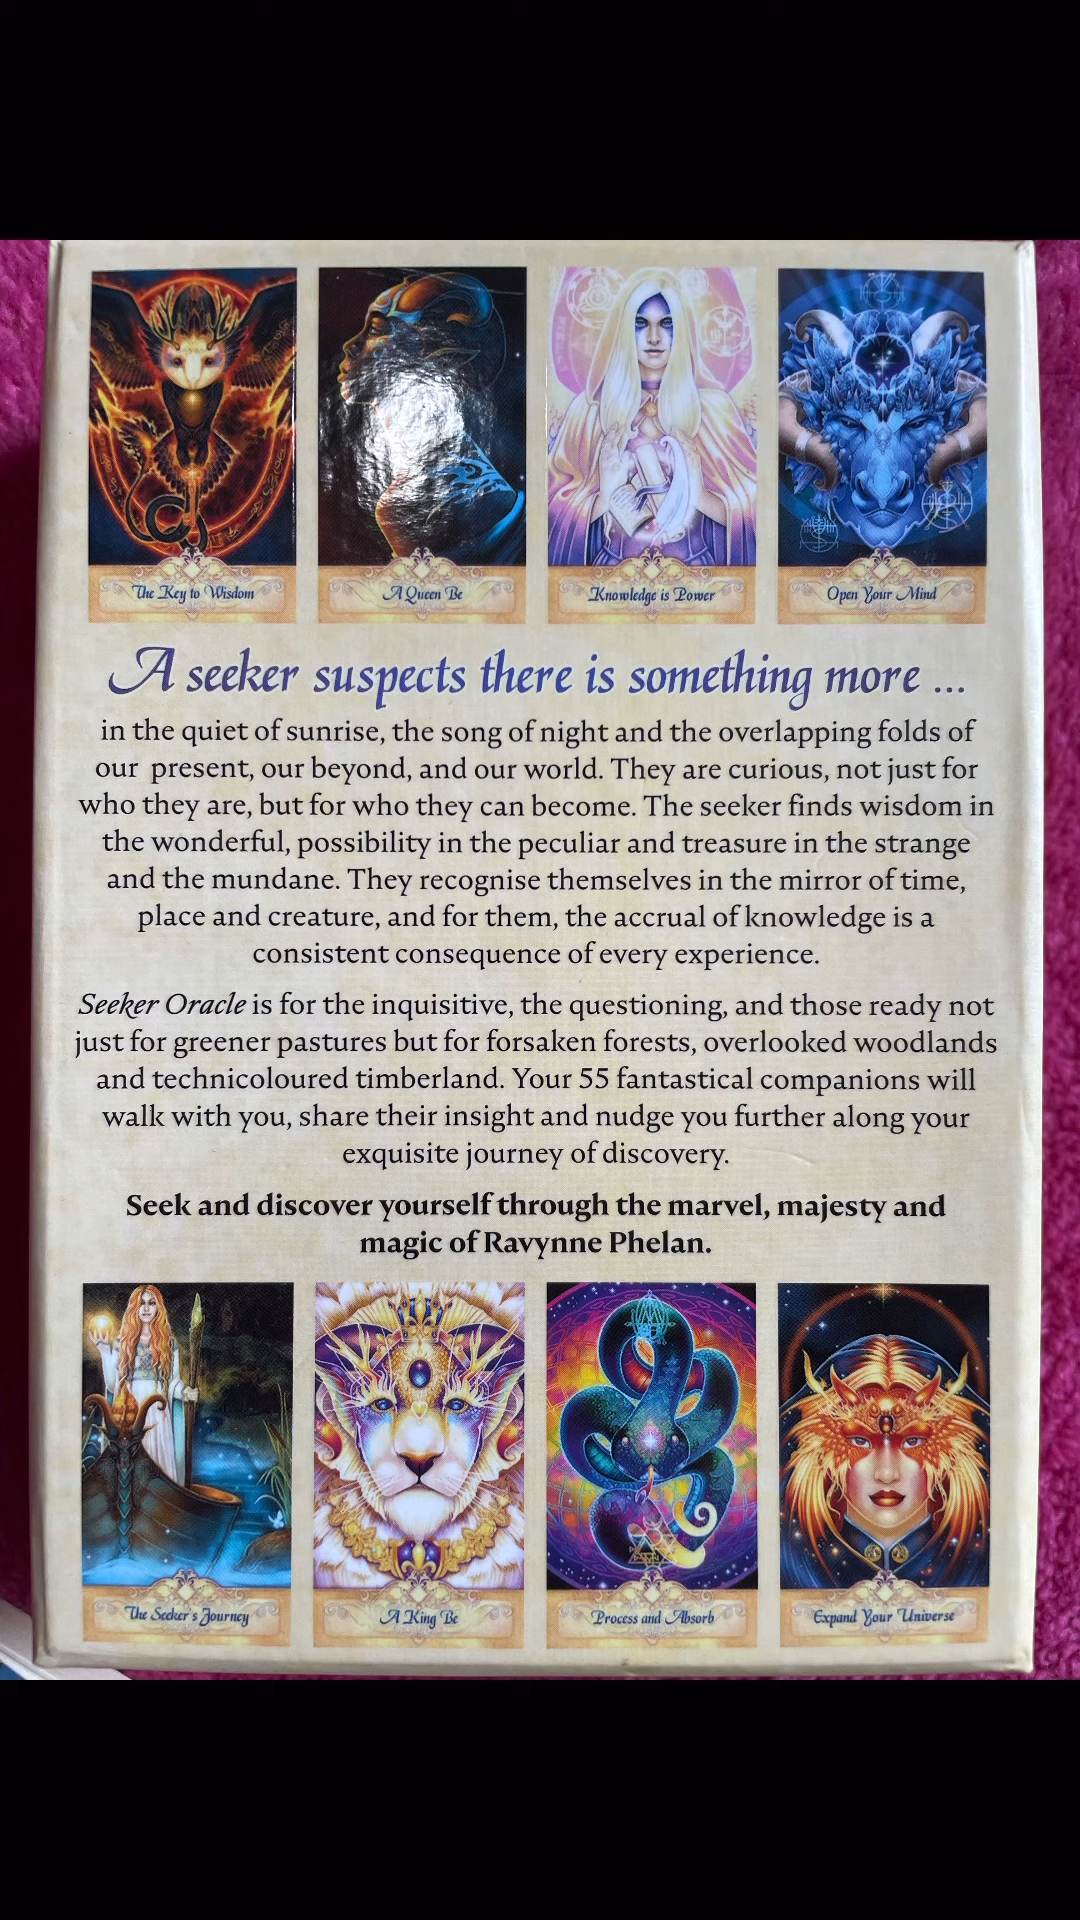 The Key to Wisdom
A Queen Be
Knowledge is Power
Open Your Mind
A seeker suspects there is something more ...
in the quiet of sunrise, the song of night and the overlapping folds of
our present, our beyond, and our world. They are curious, not just for
who they are, but for who they can become. The seeker finds wisdom in
the wonderful, possibility in the peculiar and treasure in the strange
and the mundane. They recognise themselves in the mirror of time,
place and creature, and for them, the accrual of knowledge is a
consistent consequence of every experience.
Seeker Oracle is for the inquisitive, the questioning, and those ready not
just for greener pastures but for forsaken forests, overlooked woodlands
and technicoloured timberland. Your 55 fantastical companions will
walk with you, share their insight and nudge you further along your
exquisite journey of discovery.
Seek and discover yourself through the marvel, majesty and
magic of Ravynne Phelan.
The Seeker's Journey
A King Be
Process and Absorb
Expand Your Universe